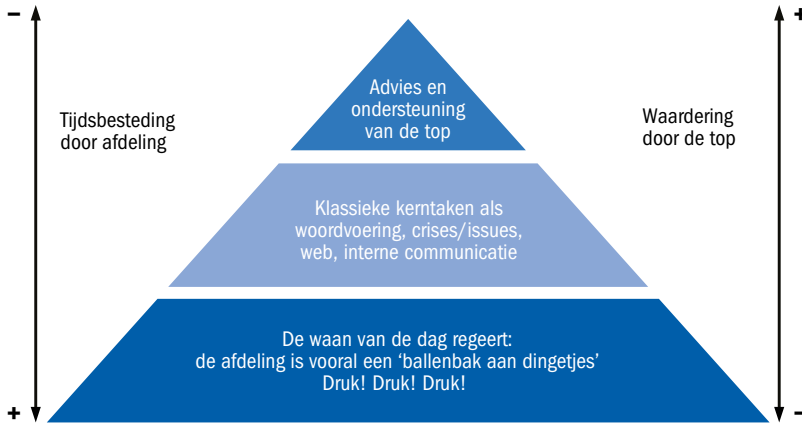 –
+
Advies en
ondersteuning
van de top
Tijdsbesteding
door afdeling
Waardering
door de top
Klassieke kerntaken als
woordvoering, crises/issues,
web, interne communicatie
De waan van de dag regeert:
de afdeling is vooral een ‘ballenbak aan dingetjes’
Druk! Druk! Druk!
+
–